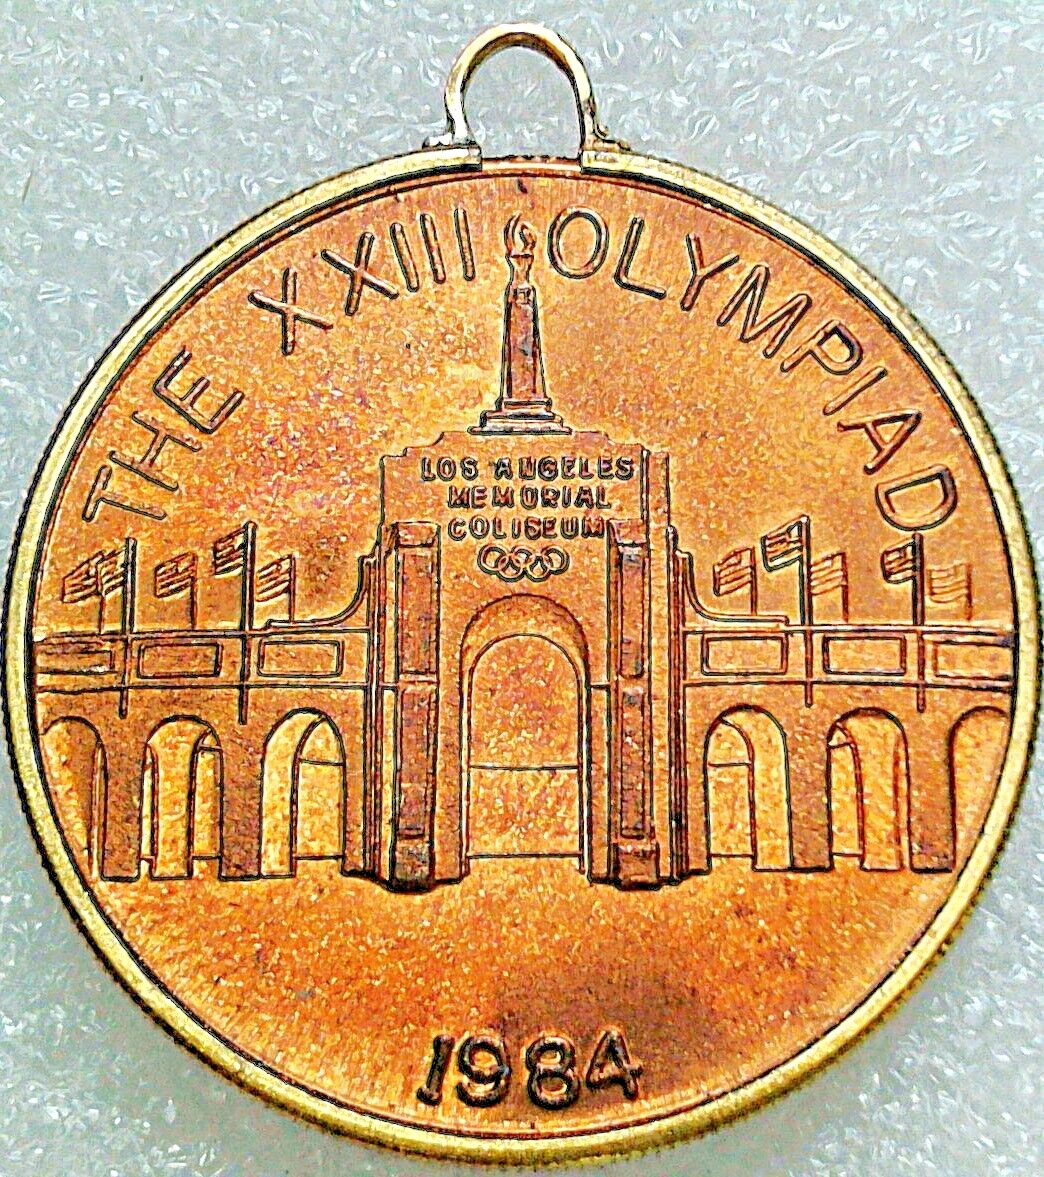 THE XXIII OLYMPIAD
LOS ANGELES
MEMORIAL
COLISEUM
1984